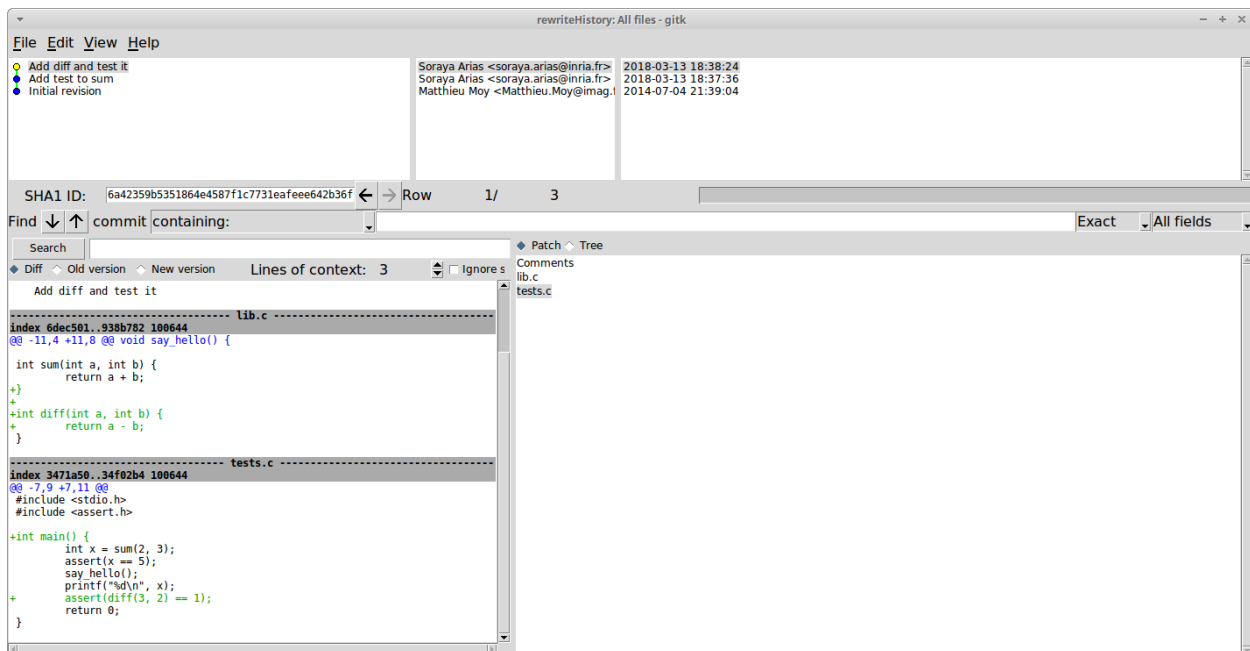 rewriteHistory: All files - gitk
File Edit View Help
Add diff and test it Soraya Arias <soraya.arias@inria.fr> 2018-03-13 18:38:24
Add test to sum Soraya Arias <soraya.arias@inria.fr> 2018-03-13 18:37:36
Initial revision Matthieu Moy <Matthieu.Moy@imag.f 2014-07-04 21:39:04
SHA1 ID: 6a42359b5351864e4587f1c7731eafeee642b36f Row 1/ 3
Find commit containing: Exact All fields
Search
Patch Tree
Diff Old version New version Lines of context: 3 Ignore s
Comments
lib.c
tests.c
Add diff and test it
----------------------------------- lib.c -----------------------------------
index 6dec501..938b782 100644
@@ -11,4 +11,8 @@ void say_hello() {
int sum(int a, int b) {
return a + b;
+}
+
+int diff(int a, int b) {
+ return a - b;
}
---------------------------------- tests.c ----------------------------------
index 3471a50..34f02b4 100644
@@ -7,9 +7,11 @@
#include <stdio.h>
#include <assert.h>
+int main() {
int x = sum(2, 3);
assert(x == 5);
say_hello();
printf("%d\n", x);
+ assert(diff(3, 2) == 1);
return 0;
}